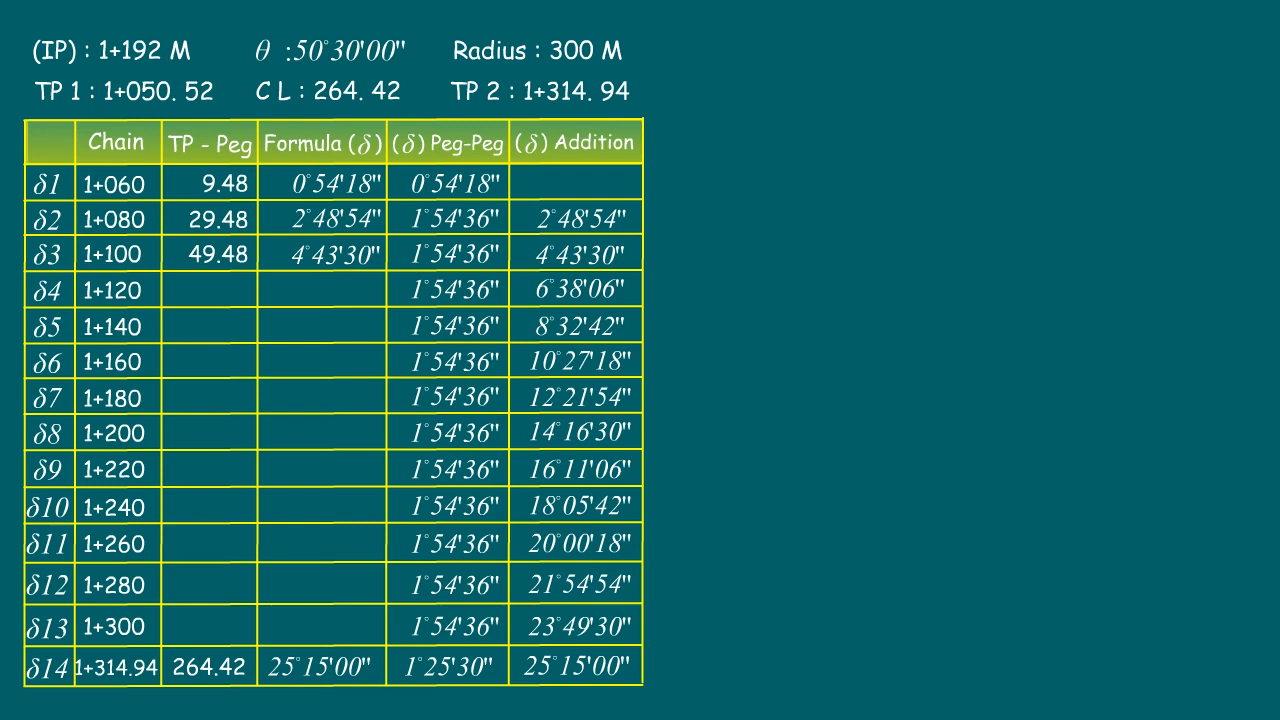 (IP) : 1+192 M θ :50°30'00" Radius : 300 M
TP 1 : 1+050. 52 C L : 264. 42 TP 2 : 1+314. 94
Chain TP - Peg Formula (δ) (δ) Peg-Peg (δ) Addition
δ1 1+060 9.48 0°54'18" 0°54'18"
δ2 1+080 29.48 2°48'54" 1°54'36" 2°48'54"
δ3 1+100 49.48 4°43'30" 1°54'36" 4°43'30"
δ4 1+120 1°54'36" 6°38'06"
δ5 1+140 1°54'36" 8°32'42"
δ6 1+160 1°54'36" 10°27'18"
δ7 1+180 1°54'36" 12°21'54"
δ8 1+200 1°54'36" 14°16'30"
δ9 1+220 1°54'36" 16°11'06"
δ10 1+240 1°54'36" 18°05'42"
δ11 1+260 1°54'36" 20°00'18"
δ12 1+280 1°54'36" 21°54'54"
δ13 1+300 1°54'36" 23°49'30"
δ14 1+314.94 264.42 25°15'00" 1°25'30" 25°15'00"